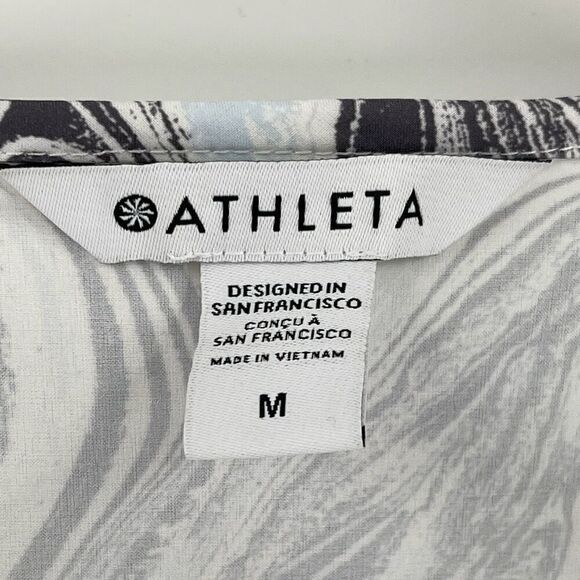 ATHLETA
DESIGNED IN
SAN FRANCISCO
CONÇU À
SAN FRANCISCO
MADE IN VIETNAM
M